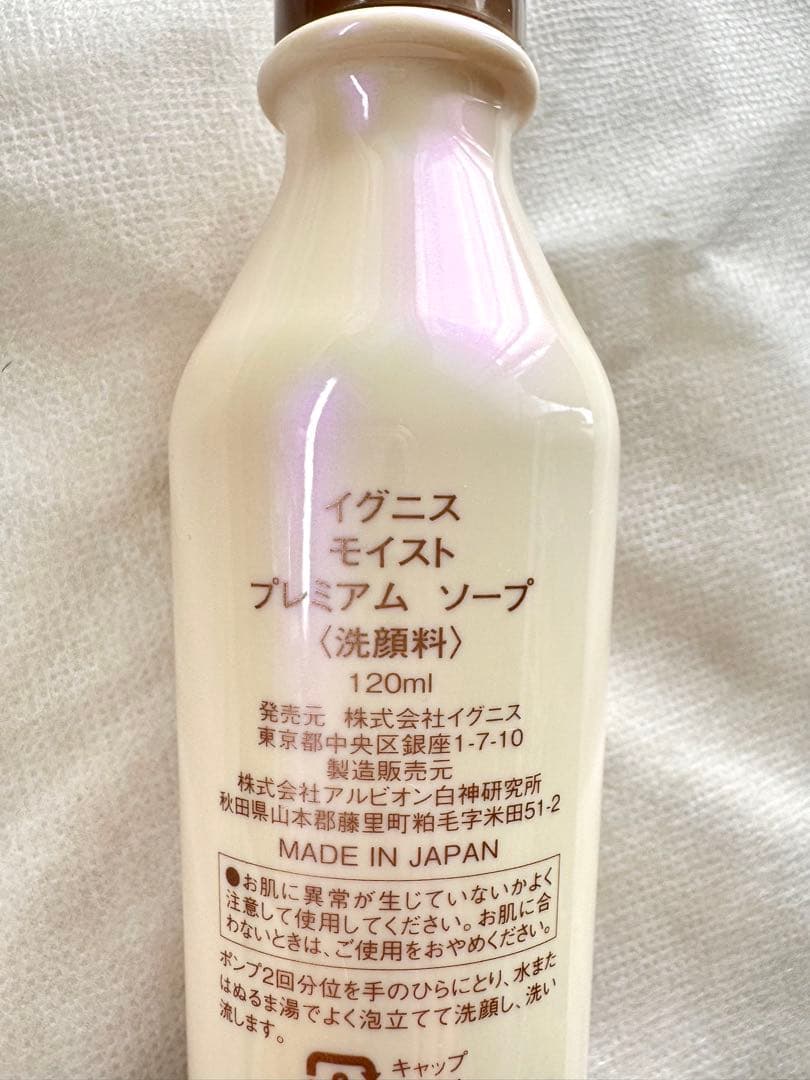 イグニス
モイスト
プレミアム ソープ
〈洗顔料〉
120ml
発売元 株式会社イグニス
東京都中央区銀座1-7-10
製造販売元
株式会社アルビオン白神研究所
秋田県山本郡藤里町粕毛字米田51-2
MADE IN JAPAN
●お肌に異常が生じていないかよく
注意して使用してください。お肌に合
わないときは、ご使用をおやめください。
ポンプ2回分位を手のひらにとり、水また
はぬるま湯でよく泡立てて洗顔し、洗い
流します。
キャップ